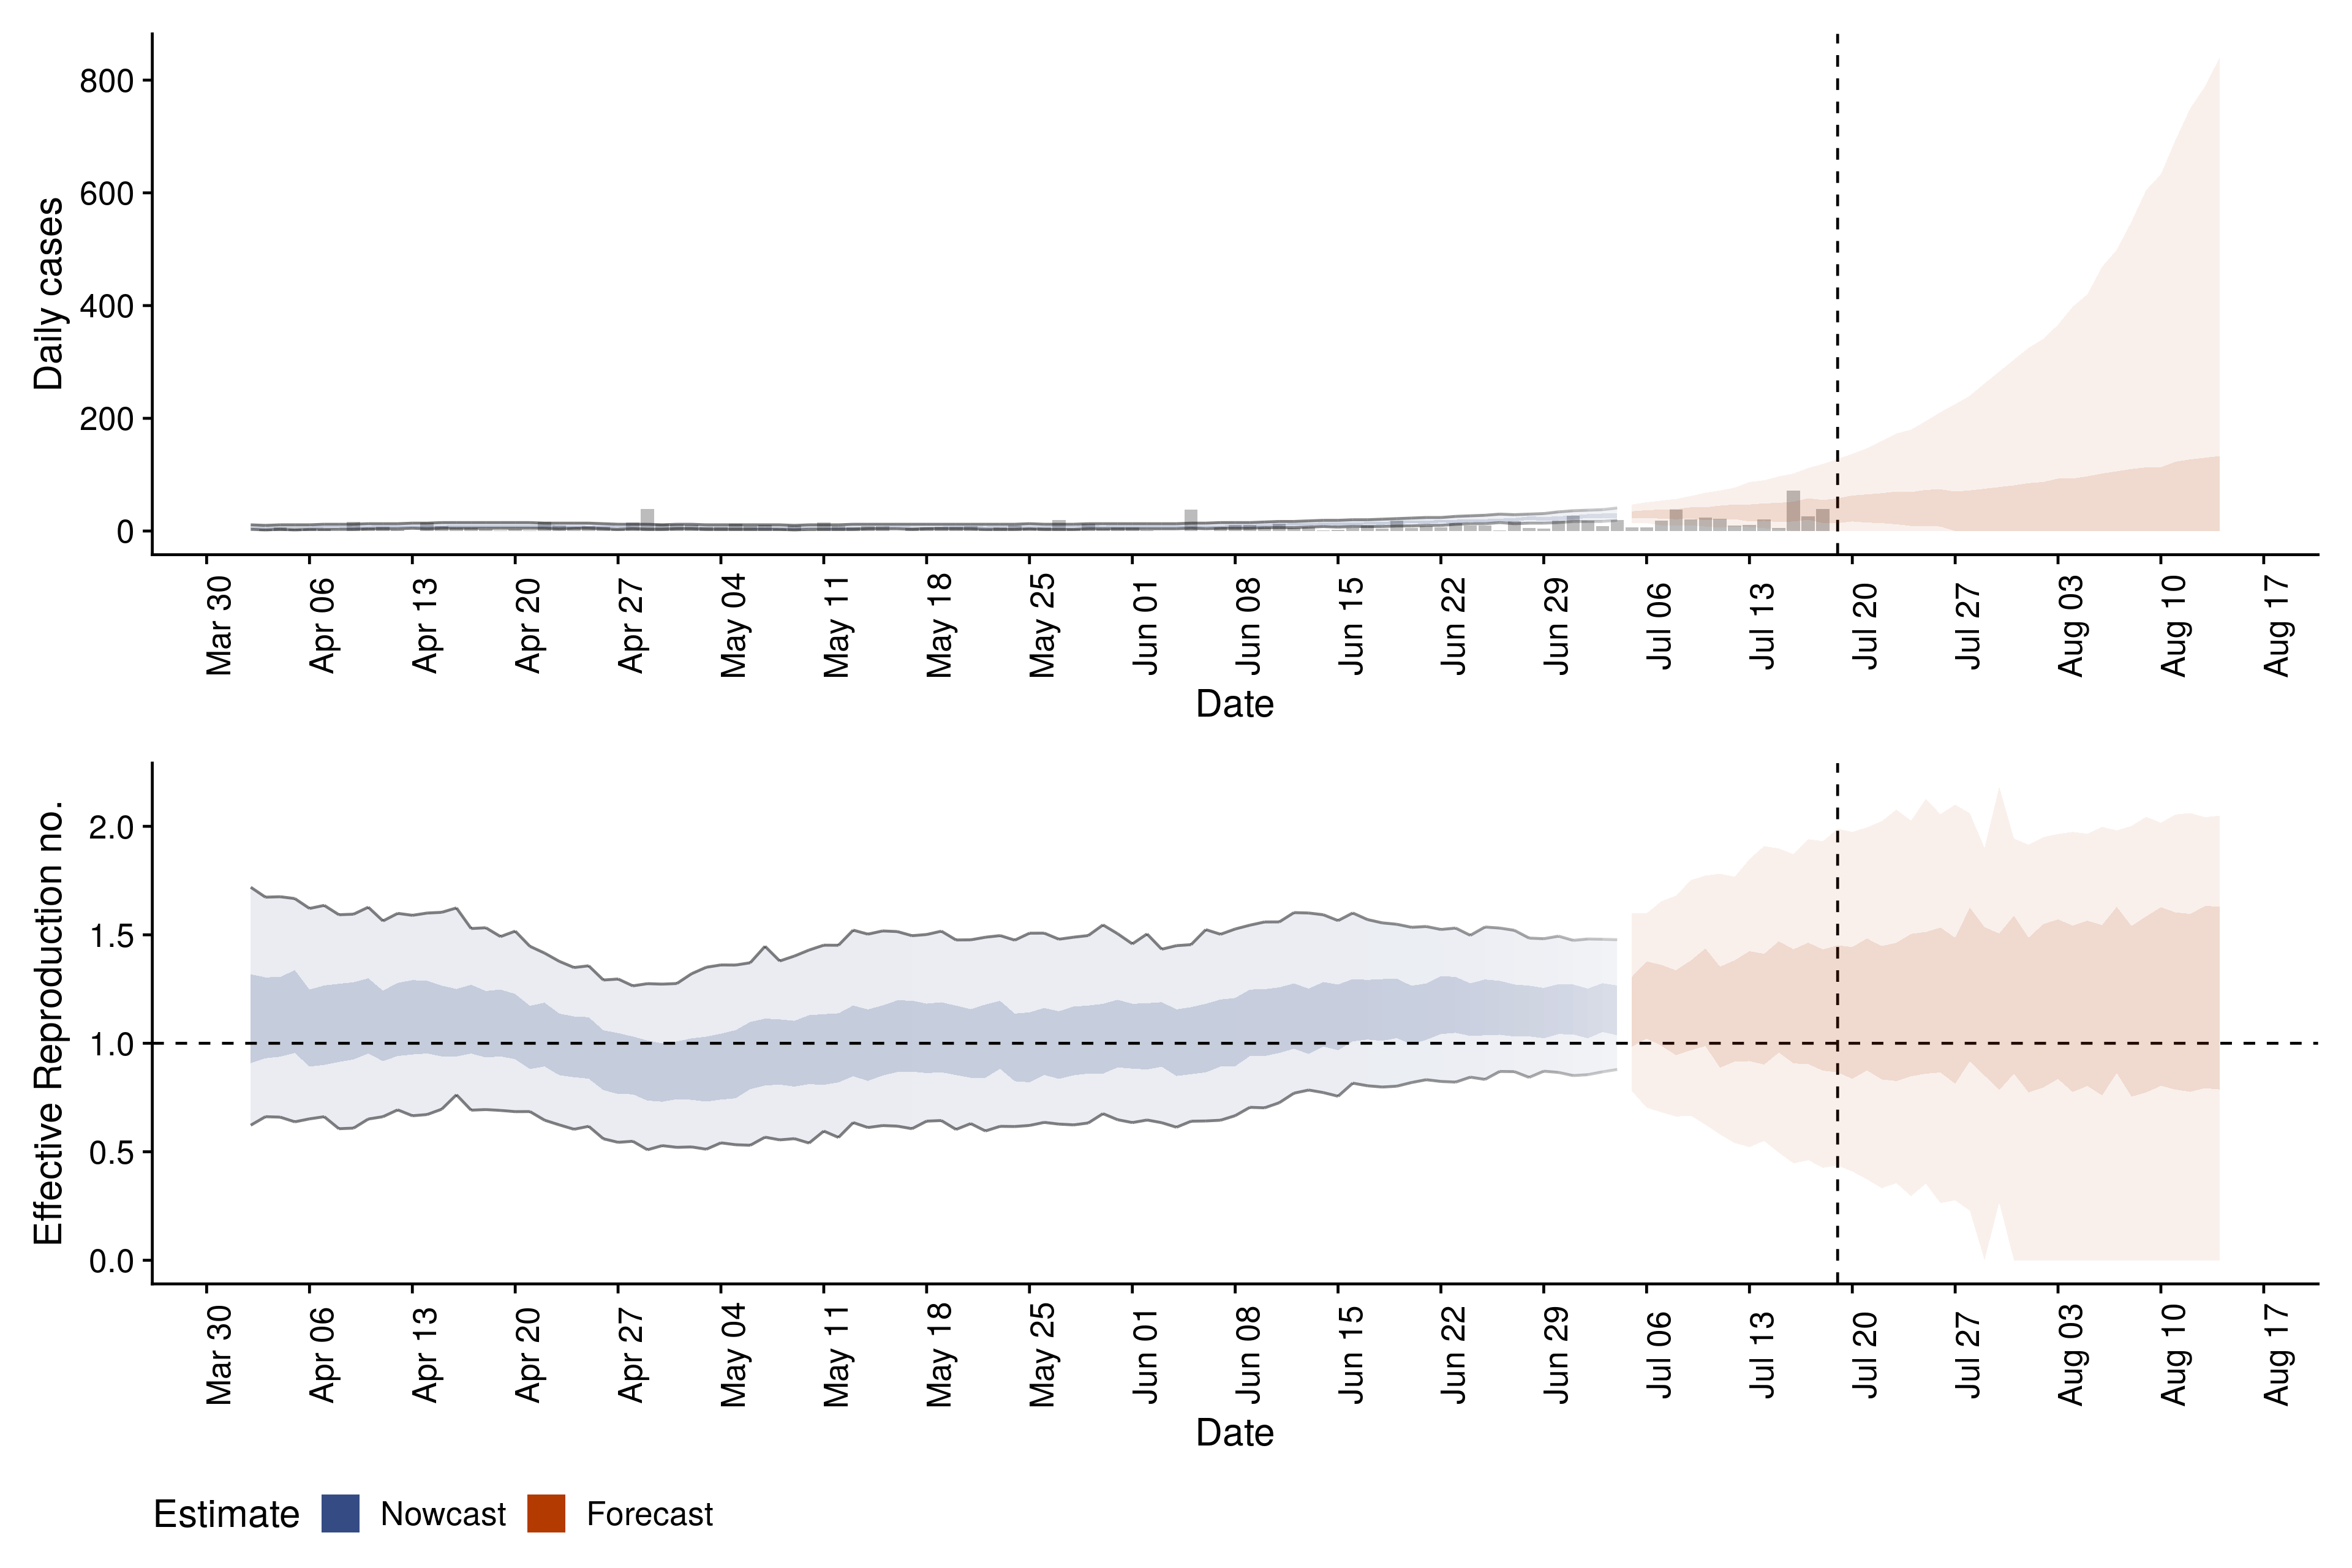 Daily cases
800
600
400
200
0
Mar 30
Apr 06
Apr 13
Apr 20
Apr 27
May 04
May 11
May 18
May 25
Jun 01
Jun 08
Jun 15
Jun 22
Jun 29
Jul 06
Jul 13
Jul 20
Jul 27
Aug 03
Aug 10
Aug 17
Date
Effective Reproduction no.
2.0
1.5
1.0
0.5
0.0
Mar 30
Apr 06
Apr 13
Apr 20
Apr 27
May 04
May 11
May 18
May 25
Jun 01
Jun 08
Jun 15
Jun 22
Jun 29
Jul 06
Jul 13
Jul 20
Jul 27
Aug 03
Aug 10
Aug 17
Date
Estimate Nowcast Forecast